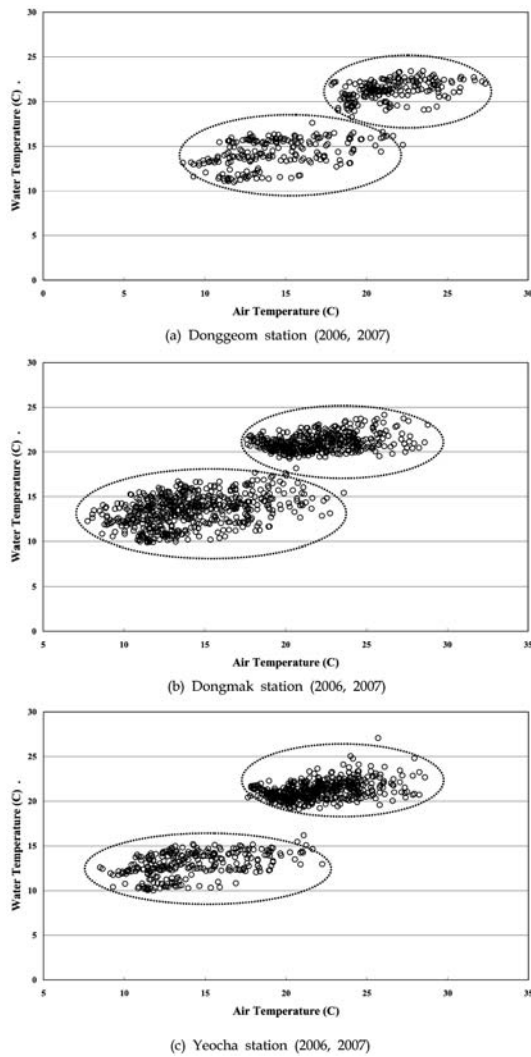 30
25
20
15
10
5
0
Water Temperature (C) .
0 5 10 15 20 25 30
Air Temperature (C)
(a) Donggeom station (2006, 2007)
30
25
20
15
10
5
0
Water Temperature (C) .
5 10 15 20 25 30 35
Air Temperature (C)
(b) Dongmak station (2006, 2007)
30
25
20
15
10
5
0
Water Temperature (C) .
5 10 15 20 25 30 35
Air Temperature (C)
(c) Yeocha station (2006, 2007)